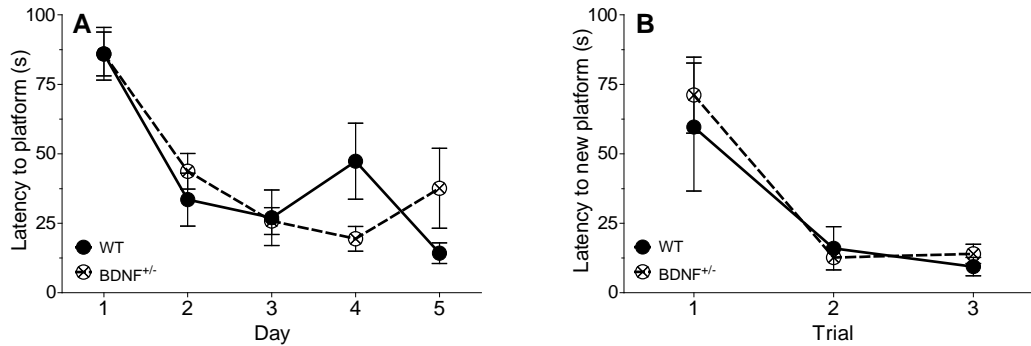 A
Latency to platform (s)
100
75
50
25
0
WT
BDNF+/-
1 2 3 4 5
Day
B
Latency to new platform (s)
100
75
50
25
0
WT
BDNF+/-
1 2 3
Trial